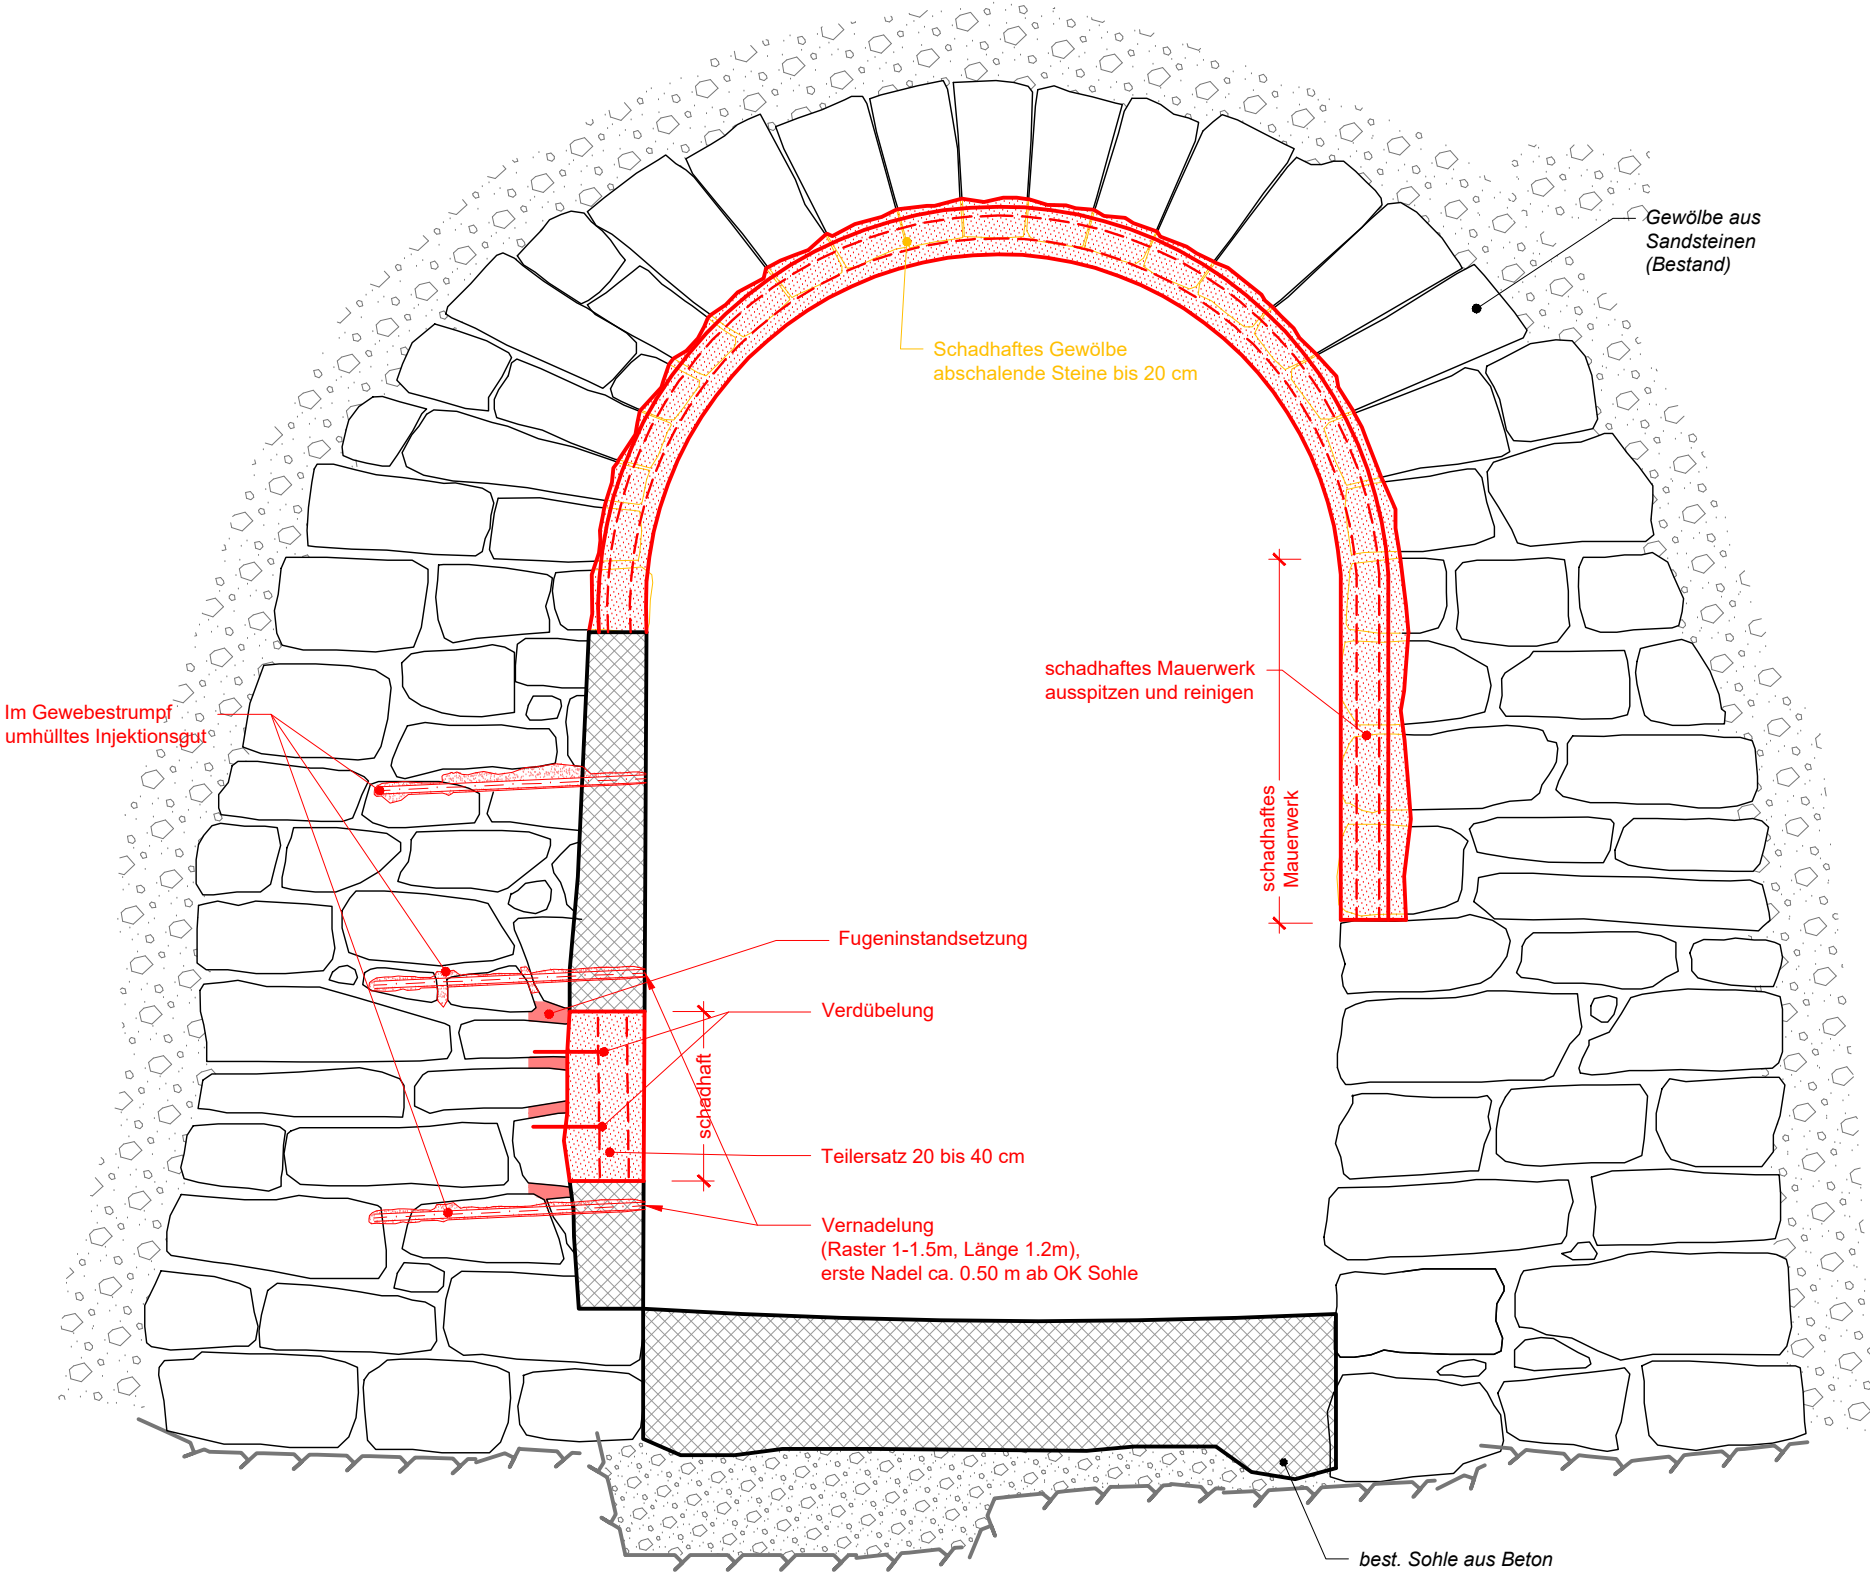 Gewölbe aus
Sandsteinen
(Bestand)
Schadhaftes Gewölbe
abschalende Steine bis 20 cm
schadhaftes Mauerwerk
ausspitzen und reinigen
Im Gewebestrumpf
umhülltes Injektionsgut
schadhaftes
Mauerwerk
Fugeninstandsetzung
Verdübelung
schadhaft
Teilersatz 20 bis 40 cm
Vernadelung
(Raster 1-1.5m, Länge 1.2m),
erste Nadel ca. 0.50 m ab OK Sohle
best. Sohle aus Beton